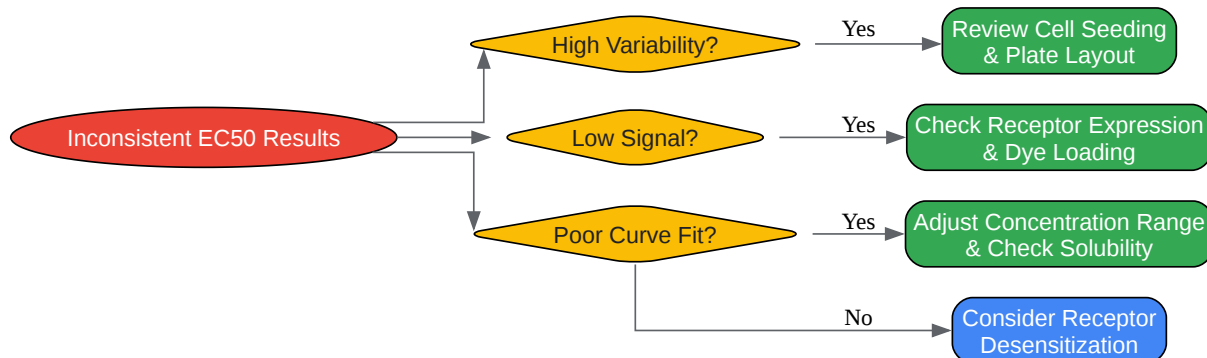 High Variability?
Yes
Review Cell Seeding
& Plate Layout
Inconsistent EC50 Results
Low Signal?
Yes
Check Receptor Expression
& Dye Loading
Poor Curve Fit?
Yes
Adjust Concentration Range
& Check Solubility
No
Consider Receptor
Desensitization